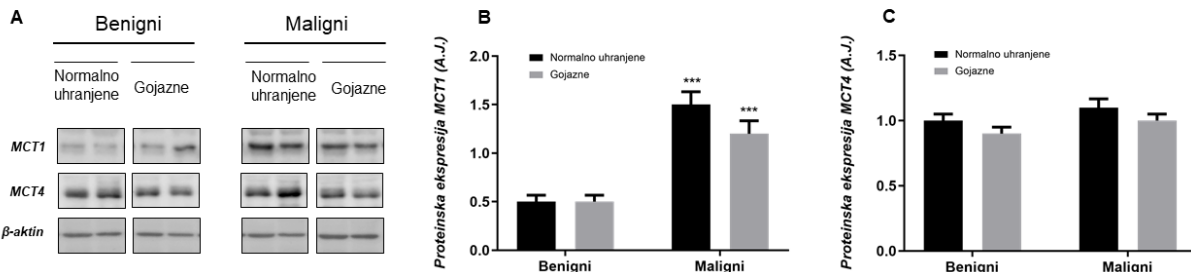 A
Benigni
Maligni
Normalno
uhranjene
Gojazne
Normalno
uhranjene
Gojazne
MCT1
MCT4
β-aktin
B
Proteinska ekspresija MCT1 (A.J.)
2.0
1.5
1.0
0.5
0.0
Normalno uhranjene
Gojazne
***
***
Benigni
Maligni
C
Proteinska ekspresija MCT4 (A.J.)
1.5
1.0
0.5
0.0
Normalno uhranjene
Gojazne
Benigni
Maligni